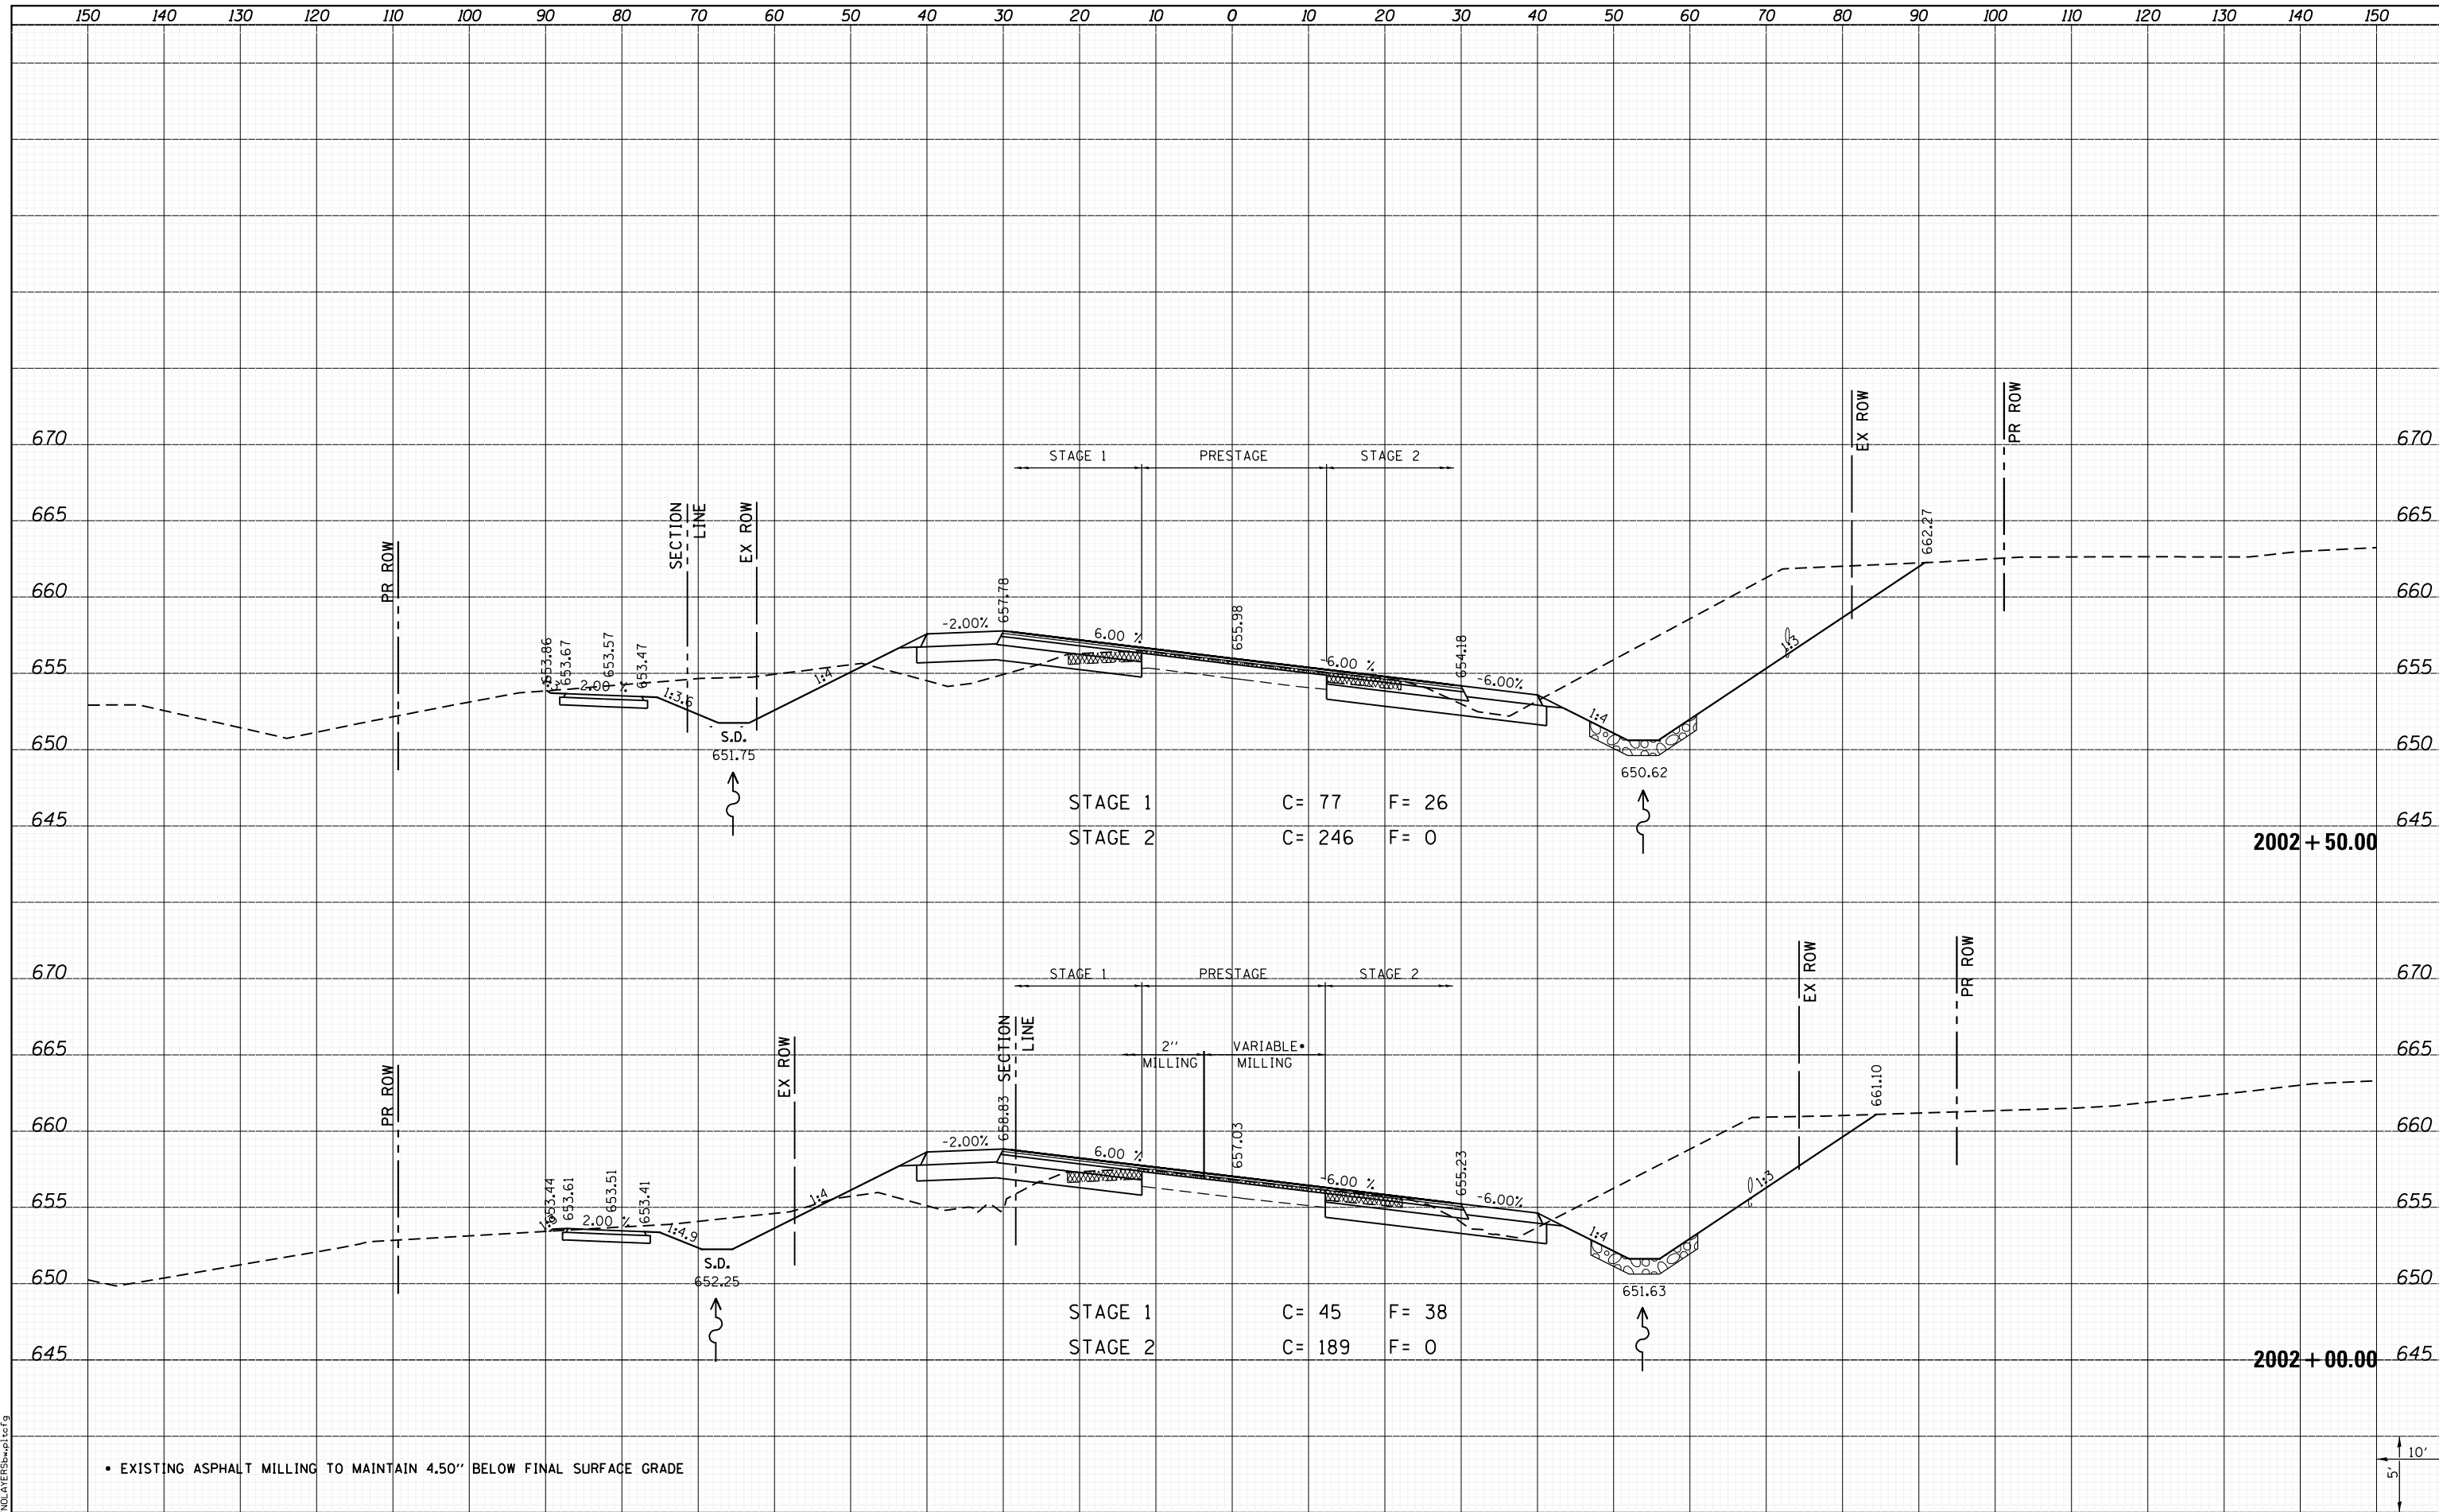 150 140 130 120 110 100 90 80 70 60 50 40 30 20 10 0 10 20 30 40 50 60 70 80 90 100 110 120 130 140 150
670 670
665 665
660 660
655 655
650 650
645 645
PR ROW
SECTION
LINE
EX ROW
EX ROW
PR ROW
STAGE 1 PRESTAGE STAGE 2
653.86
653.67
653.57
653.47
2.00 %
1:3.6
1:4
-2.00%
657.78
6.00 %
655.98
-6.00 %
654.18
-6.00%
1:4
1:3
662.27
S.D.
651.75
650.62
STAGE 1 C= 77 F= 26
STAGE 2 C= 246 F= 0
2002+50.00
670 670
665 665
660 660
655 655
650 650
645 645
PR ROW
EX ROW
SECTION
LINE
EX ROW
PR ROW
STAGE 1 PRESTAGE STAGE 2
2'' VARIABLE•
MILLING MILLING
653.44
653.61
653.51
653.41
2.00 %
1:4.9
1:4
-2.00%
658.83
6.00 %
657.03
-6.00 %
655.23
-6.00%
1:4
1:3
661.10
S.D.
652.25
651.63
STAGE 1 C= 45 F= 38
STAGE 2 C= 189 F= 0
2002+00.00
• EXISTING ASPHALT MILLING TO MAINTAIN 4.50'' BELOW FINAL SURFACE GRADE
10'
5'
NOLAYERSbw.pltcfg